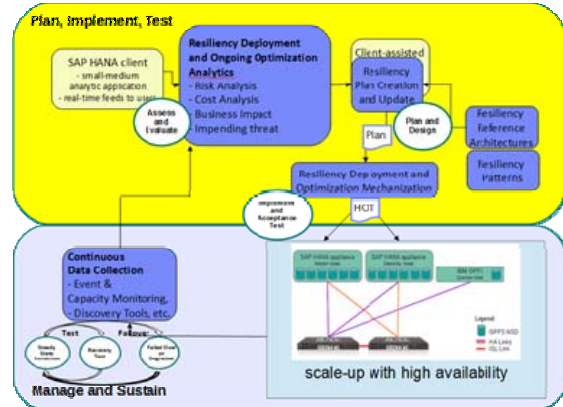 Plan, Implement, Test
SAP HANA client
- small-medium
analytic application
- real-time feeds to users
Resiliency Deployment
and Ongoing Optimization
Analytics
- Risk Analysis
- Cost Analysis
- Business Impact
- Impending threat
Assess
and
Evaluate
Client-assisted
Resiliency
Plan Creation
and Update
Plan
Plan and
Design
Resiliency
Reference
Architectures
Resiliency
Patterns
Resiliency Deployment and
Optimization Mechanization
Implement
and
Acceptance
Test
HOT
Continuous
Data Collection
- Event &
Capacity Monitoring,
- Discovery Tools, etc.
Test
Failover
Steady
State
Recovery
Test
Failed Over
or
SAP HANA appliance
SAP HANA appliance
Legend
GPFS NSD
HA Links
ISL Link
scale-up with high availability
Manage and Sustain